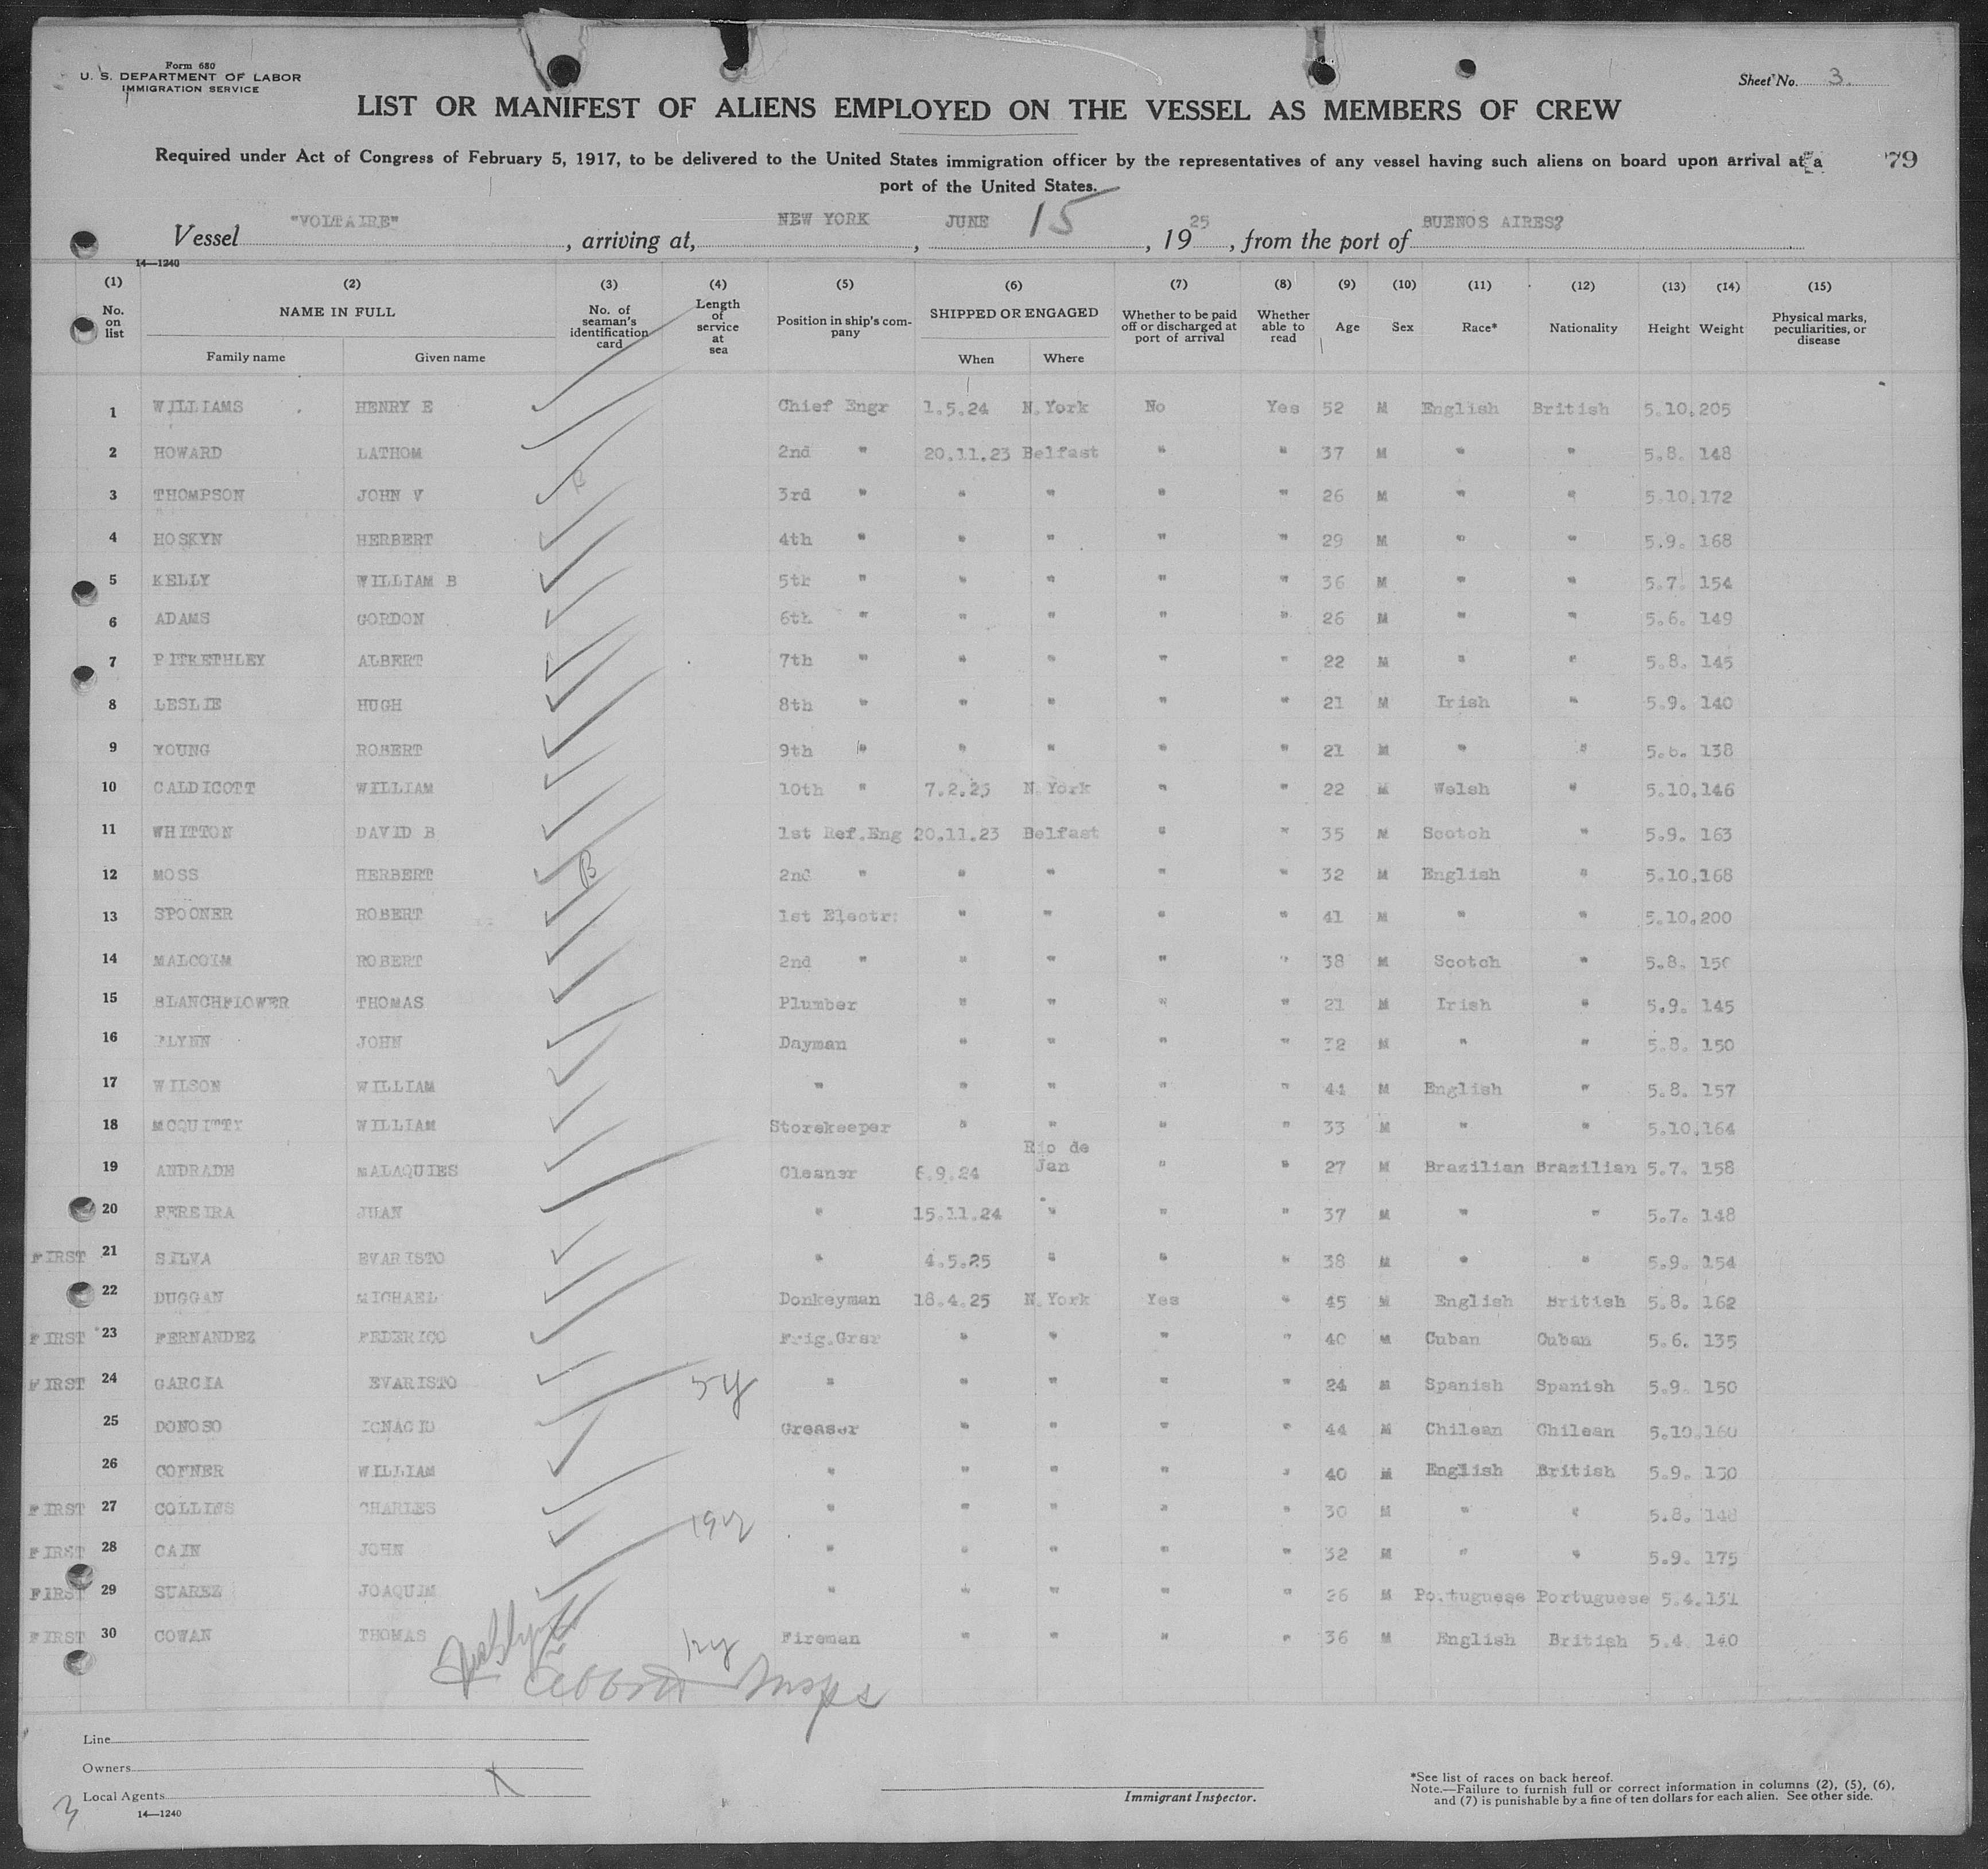 Form 680
U. S. DEPARTMENT OF LABOR
IMMIGRATION SERVICE
Sheet No. 3.
LIST OR MANIFEST OF ALIENS EMPLOYED ON THE VESSEL AS MEMBERS OF CREW
Required under Act of Congress of February 5, 1917, to be delivered to the United States immigration officer by the representatives of any vessel having such aliens on board upon arrival at a
port of the United States.
79
Vessel "VOLTAIRE", arriving at, NEW YORK, JUNE 15, 1925, from the port of BUENOS AIRES?
14—1240
(1) (2) (3) (4) (5) (6) (7) (8) (9) (10) (11) (12) (13) (14) (15)
No. on list NAME IN FULL Family name Given name No. of seaman's identification card Length of service at sea Position in ship's company SHIPPED OR ENGAGED When Where Whether to be paid off or discharged at port of arrival Whether able to read Age Sex Race* Nationality Height Weight Physical marks, peculiarities, or disease
1 WILLIAMS HENRY E Chief Engr 1.5.24 N.York No Yes 52 M English British 5.10. 205
2 HOWARD LATHOM 2nd " 20.11.23 Belfast " " 37 M " " 5.8. 148
3 THOMPSON JOHN V 3rd " " " " " 26 M " " 5.10. 172
4 HOSKYN HERBERT 4th " " " " " 29 M " " 5.9. 168
5 KELLY WILLIAM B 5th " " " " " 36 M " " 5.7. 154
6 ADAMS GORDON 6th " " " " " 26 M " " 5.6. 149
7 PITKETHLEY ALBERT 7th " " " " " 22 M " " 5.8. 145
8 LESLIE HUGH 8th " " " " " 21 M Irish " 5.9. 140
9 YOUNG ROBERT 9th " " " " " 21 M " " 5.6. 138
10 CALDICOTT WILLIAM 10th " 7.2.25 N.York " " 22 M Welsh " 5.10. 146
11 WHITTON DAVID B 1st Ref.Eng 20.11.23 Belfast " " 35 M Scotch " 5.9. 163
12 MOSS HERBERT B 2nd " " " " " 32 M English " 5.10. 168
13 SPOONER ROBERT 1st Electr: " " " " 41 M " " 5.10. 200
14 MALCOLM ROBERT 2nd " " " " " 38 M Scotch " 5.8. 150
15 BLANCHFLOWER THOMAS Plumber " " " " 21 M Irish " 5.9. 145
16 FLYNN JOHN Dayman " " " " 32 M " " 5.8. 150
17 WILSON WILLIAM " " " " " 44 M English " 5.8. 157
18 MCQUITTY WILLIAM Storekeeper " " " " 33 M " " 5.10. 164
19 ANDRADE MALAQUIES Cleaner 6.9.24 Rio de Jan " " 27 M Brazilian Brazilian 5.7. 158
20 PEREIRA JUAN " 15.11.24 " " " 37 M " " 5.7. 148
FIRST 21 SILVA EVARISTO " 4.5.25 " " " 38 M " " 5.9. 154
22 DUGGAN MICHAEL Donkeyman 18.4.25 N.York Yes " 45 M English British 5.8. 162
FIRST 23 FERNANDEZ FEDERICO Frig.Grsr " " " " 40 M Cuban Cuban 5.6. 135
FIRST 24 GARCIA EVARISTO 5y " " " " " 24 M Spanish Spanish 5.9. 150
25 DONOSO IGNACIO Greaser " " " " 44 M Chilean Chilean 5.10. 160
26 WILLIAM " " " " " 40 M English British 5.9. 150
FIRST 27 COLLINS CHARLES " " " " " 30 M " " 5.8. 148
FIRST 28 CAIN JOHN " " " " " 32 M " " 5.9. 175
FIRST 29 SUAREZ JOAQUIM " " " " " 26 M Portuguese Portuguese 5.4. 151
FIRST 30 COWAN THOMAS Fireman " " " " 36 M English British 5.4. 140
Line
Owners
Local Agents
14—1240
3
Immigrant Inspector.
*See list of races on back hereof.
Note.—Failure to furnish full or correct information in columns (2), (5), (6),
and (7) is punishable by a fine of ten dollars for each alien. See other side.